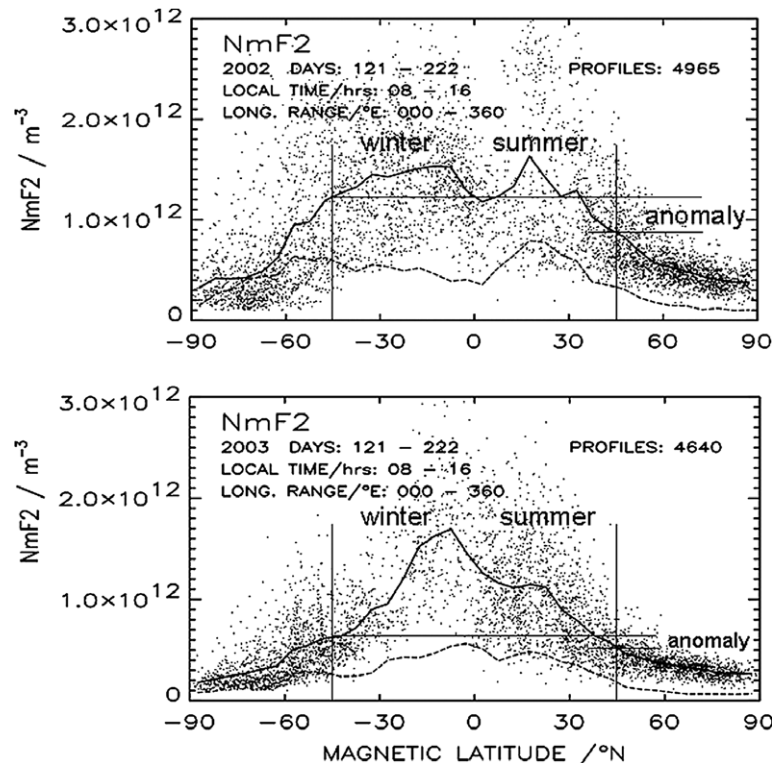 NmF2
2002 DAYS: 121 – 222 PROFILES: 4965
LOCAL TIME/hrs: 08 – 16
LONG. RANGE/°E: 000 – 360
winter summer
anomaly
NmF2 / m⁻³
3.0×10¹²
2.0×10¹²
1.0×10¹²
0
−90 −60 −30 0 30 60 90
NmF2
2003 DAYS: 121 – 222 PROFILES: 4640
LOCAL TIME/hrs: 08 – 16
LONG. RANGE/°E: 000 – 360
winter summer
anomaly
NmF2 / m⁻³
3.0×10¹²
2.0×10¹²
1.0×10¹²
0
−90 −60 −30 0 30 60 90
MAGNETIC LATITUDE /°N